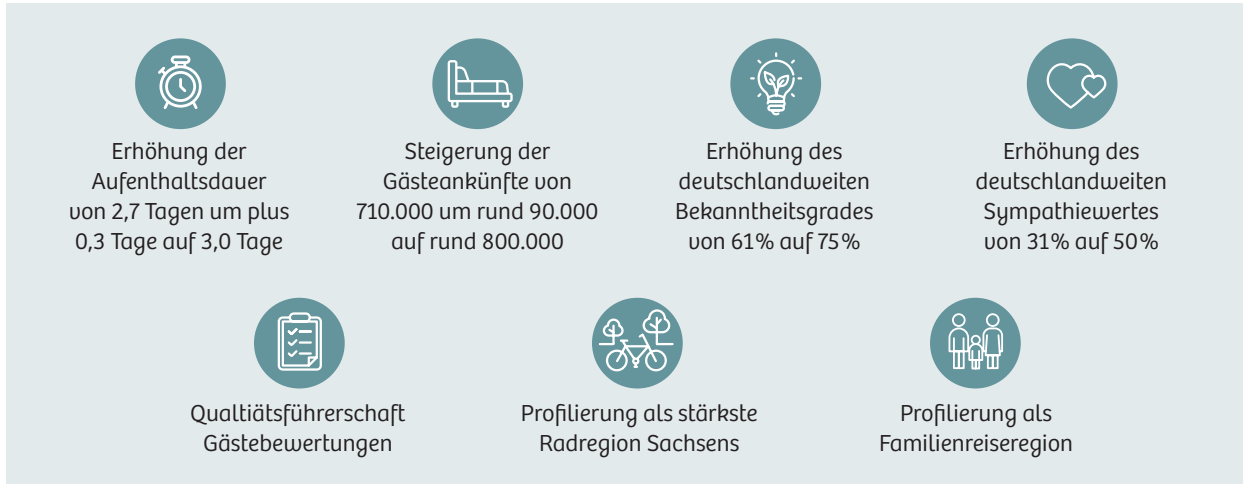 Erhöhung der
Aufenthaltsdauer
von 2,7 Tagen um plus
0,3 Tage auf 3,0 Tage
Steigerung der
Gästeankünfte von
710.000 um rund 90.000
auf rund 800.000
Erhöhung des
deutschlandweiten
Bekanntheitsgrades
von 61% auf 75%
Erhöhung des
deutschlandweiten
Sympathiewertes
von 31% auf 50%
Qualtiätsführerschaft
Gästebewertungen
Profilierung als stärkste
Radregion Sachsens
Profilierung als
Familienreiseregion